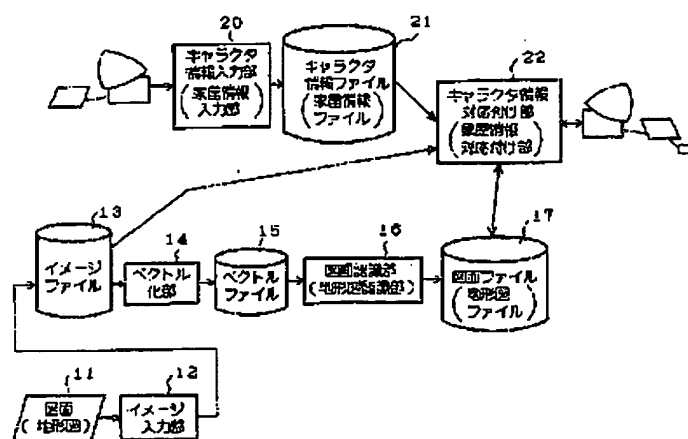 20
キャラクタ
情報入力部
(家屋情報
入力部)
21
キャラクタ
情報ファイル
(家屋情報
ファイル)
22
キャラクタ情報
対応付け部
(家屋情報
対応付け部)
13
イメージ
ファイル
14
ベクトル
化部
15
ベクトル
ファイル
16
図面認識部
(地形図認識部)
17
図面ファイル
(地形図
ファイル)
11
図面
(地形図)
12
イメージ
入力部